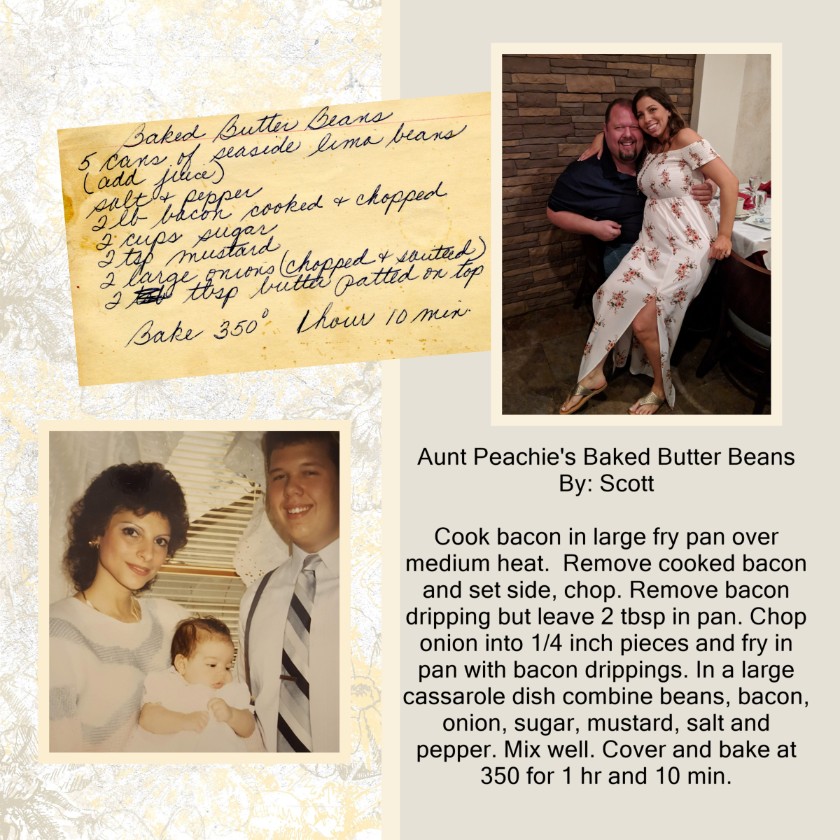 Baked Butter Beans
5 cans of seaside lima beans
(add juice)
salt & pepper
2 lb bacon cooked & chopped
2 cups sugar
2 tsp mustard
2 large onions (chopped & sauteed)
2 tbsp butter patted on top
Bake 350° 1 hour 10 min.
Aunt Peachie's Baked Butter Beans
By: Scott
Cook bacon in large fry pan over
medium heat. Remove cooked bacon
and set side, chop. Remove bacon
dripping but leave 2 tbsp in pan. Chop
onion into 1/4 inch pieces and fry in
pan with bacon drippings. In a large
cassarole dish combine beans, bacon,
onion, sugar, mustard, salt and
pepper. Mix well. Cover and bake at
350 for 1 hr and 10 min.